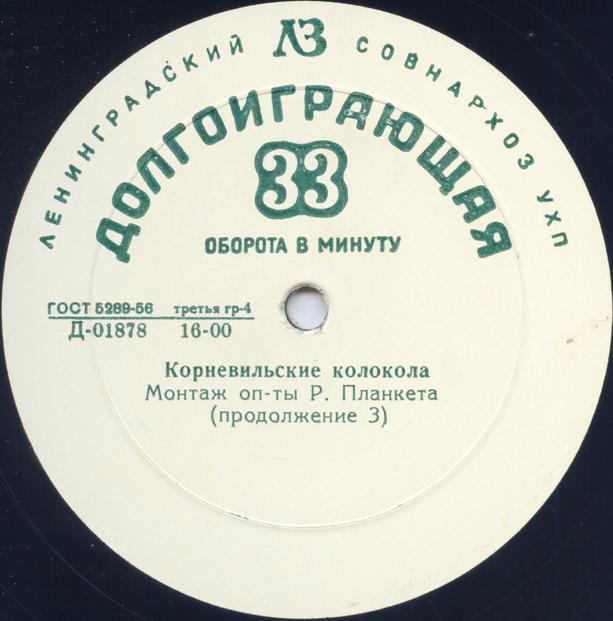 ЛЕНИНГРАДСКИЙ ЛЗ СОВНАРХОЗ УХП
ДОЛГОИГРАЮЩАЯ
33
ОБОРОТА В МИНУТУ
ГОСТ 5289-56 третья гр-4
Д-01878 16-00
Корневильские колокола
Монтаж оп-ты Р. Планкета
(продолжение 3)